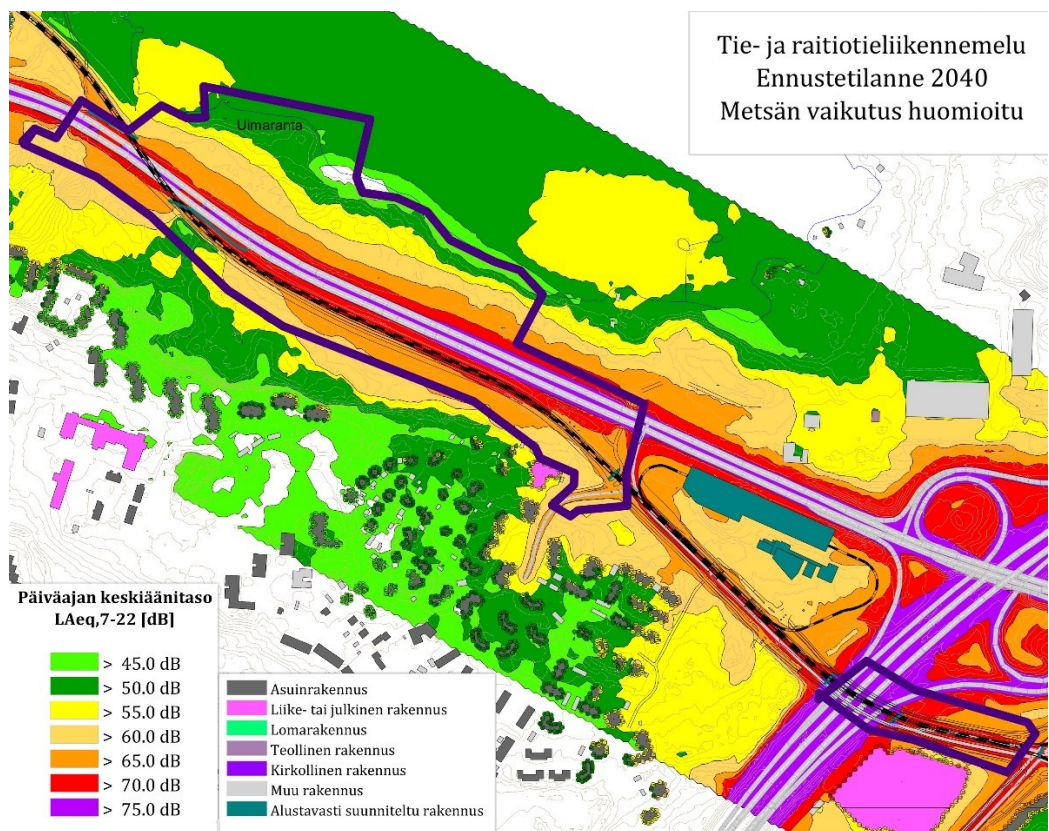 Tie- ja raitiotieliikennemelu
Ennustetilanne 2040
Metsän vaikutus huomioitu
Uimaranta
Päiväajan keskiäänitaso
LAeq,7-22 [dB]
> 45.0 dB
> 50.0 dB
> 55.0 dB
> 60.0 dB
> 65.0 dB
> 70.0 dB
> 75.0 dB
Asuinrakennus
Liike- tai julkinen rakennus
Lomarakennus
Teollinen rakennus
Kirkollinen rakennus
Muu rakennus
Alustavasti suunniteltu rakennus